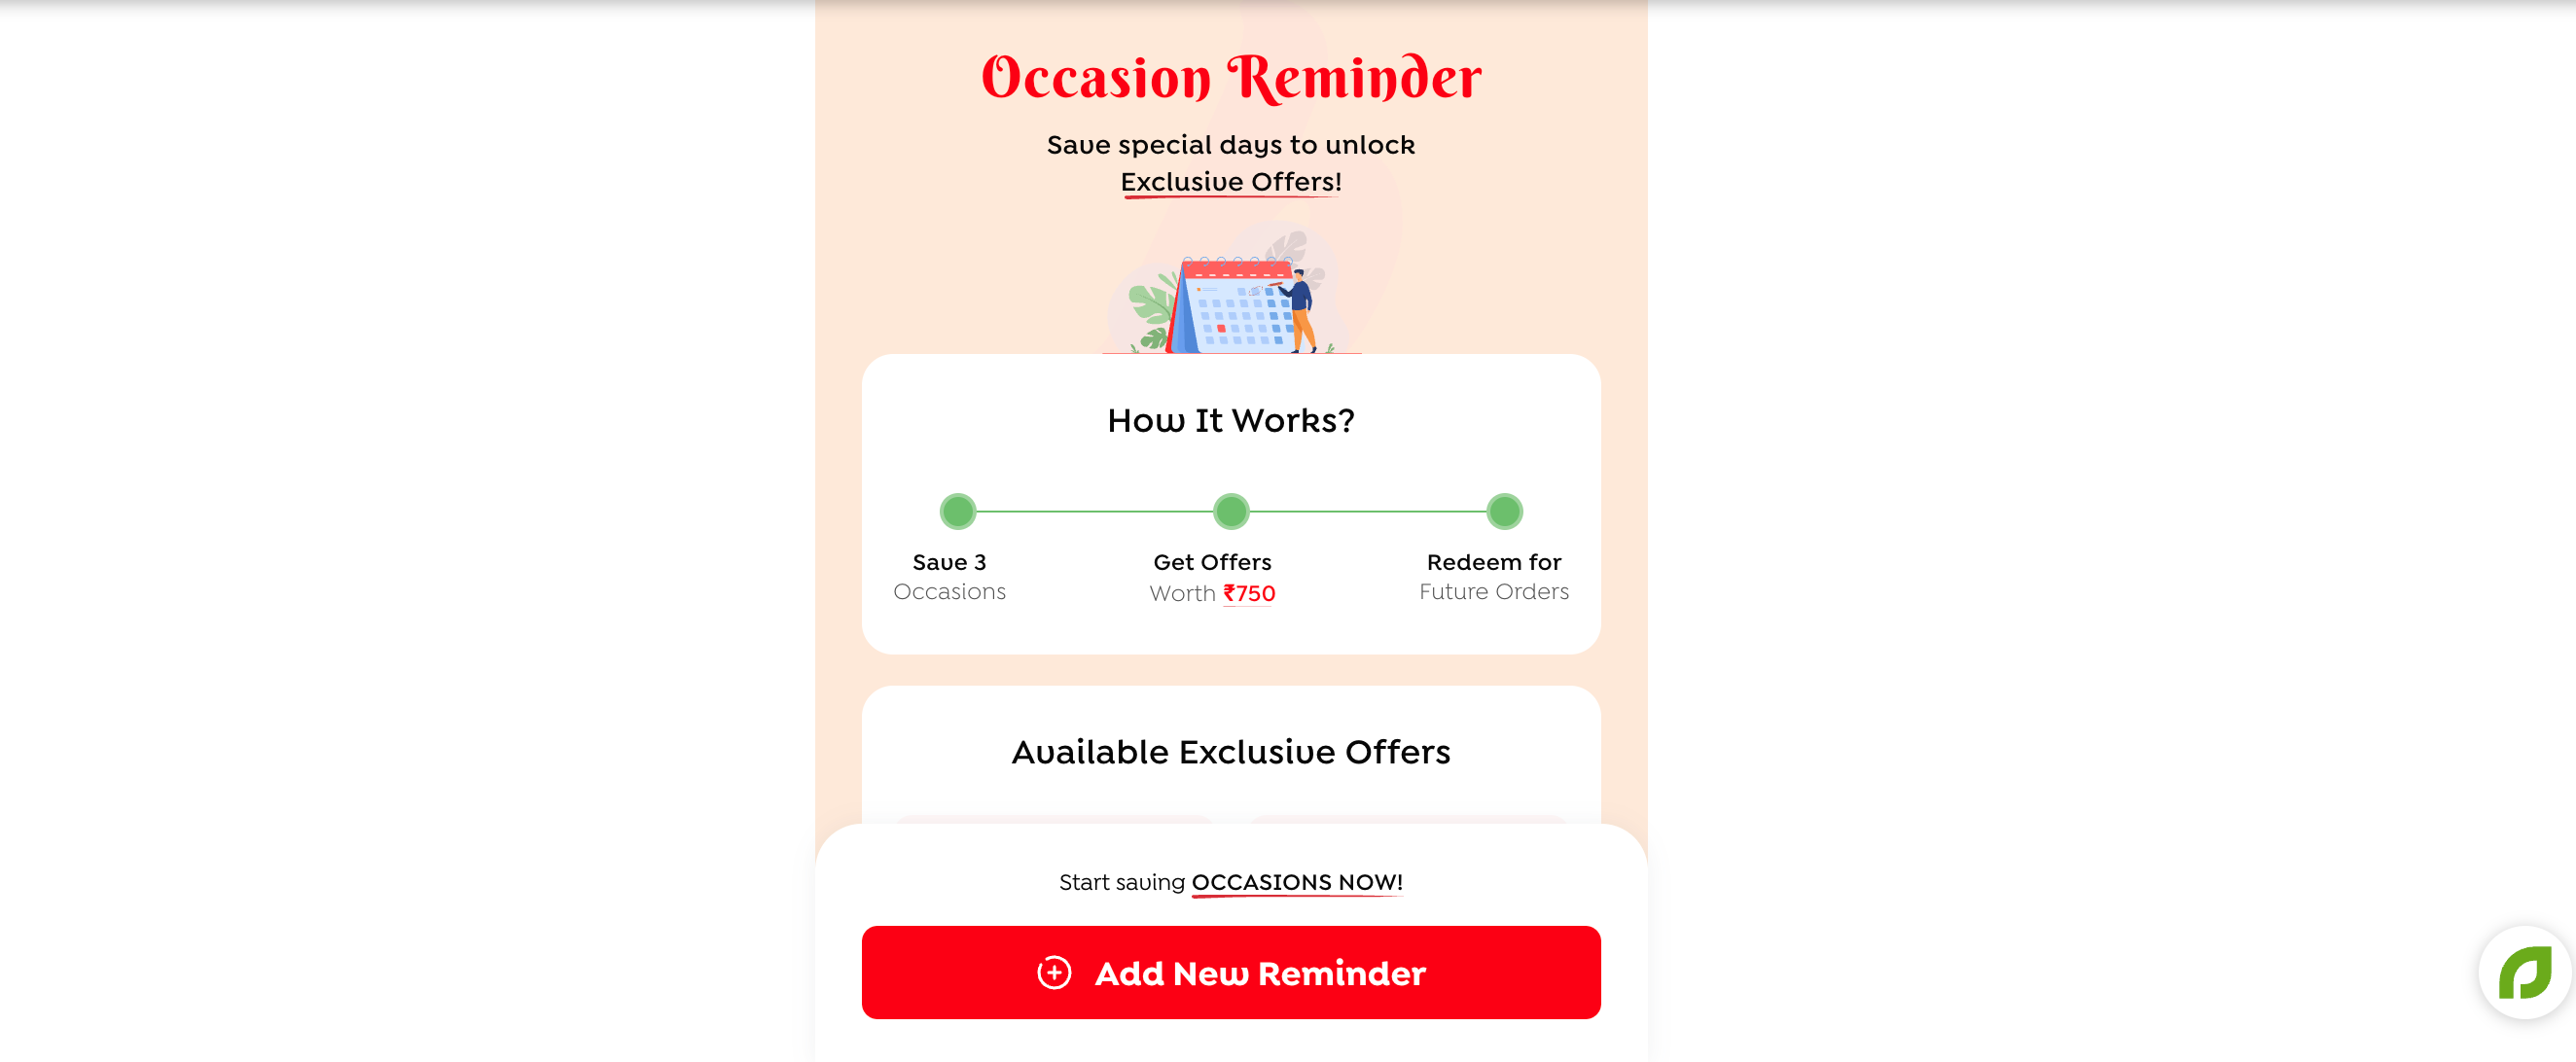 Occasion Reminder
Save special days to unlock
Exclusive Offers!
How It Works?
Save 3
Occasions
Get Offers
Worth ₹750
Redeem for
Future Orders
Available Exclusive Offers
Start saving OCCASIONS NOW!
Add New Reminder